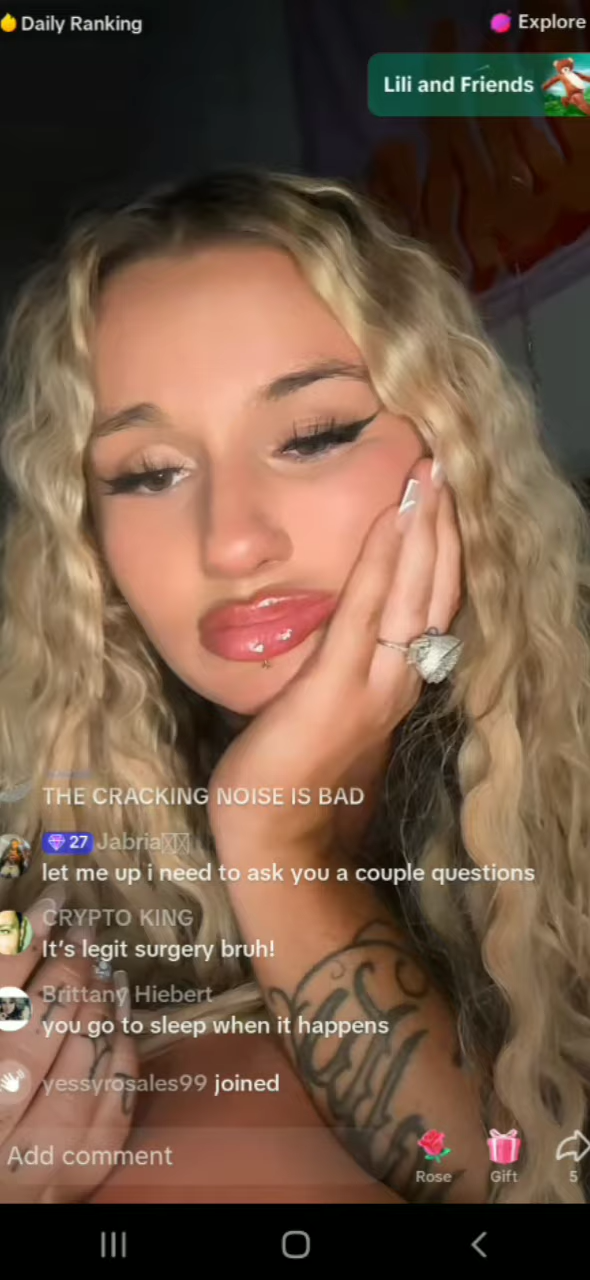 Daily Ranking
Explore
Lili and Friends
THE CRACKING NOISE IS BAD
27 Jabria
let me up i need to ask you a couple questions
CRYPTO KING
It’s legit surgery bruh!
Brittany Hiebert
you go to sleep when it happens
yessyrosales99 joined
Add comment
Rose
Gift
5